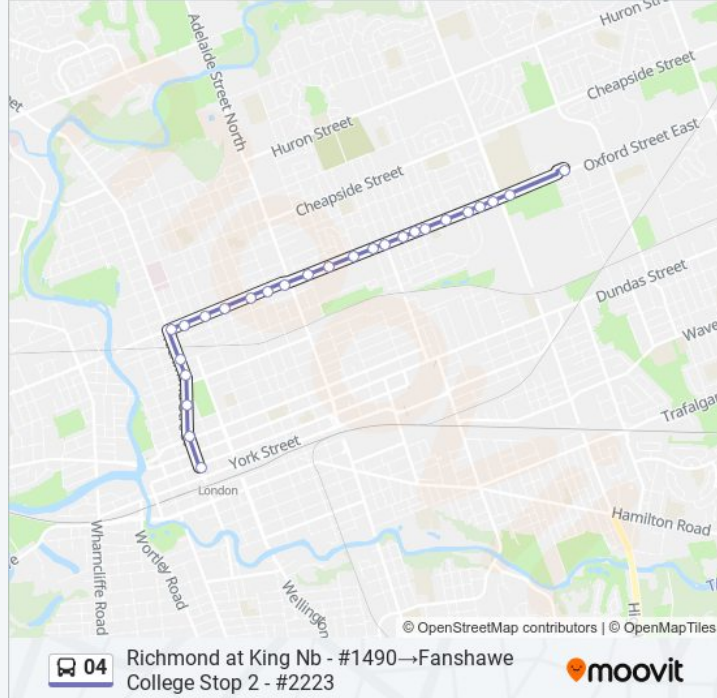 Huron Stre
Adelaide Street North
Cheapside Street
Huron Street
Oxford Street East
Cheapside Street
Dundas Street
Wave
Trafalgar
York Street
London
Hamilton Road
Wharncliffe Road
Wortley Road
Wellington
© OpenStreetMap contributors | © OpenMapTiles
04
Richmond at King Nb - #1490→Fanshawe
College Stop 2 - #2223
moovit